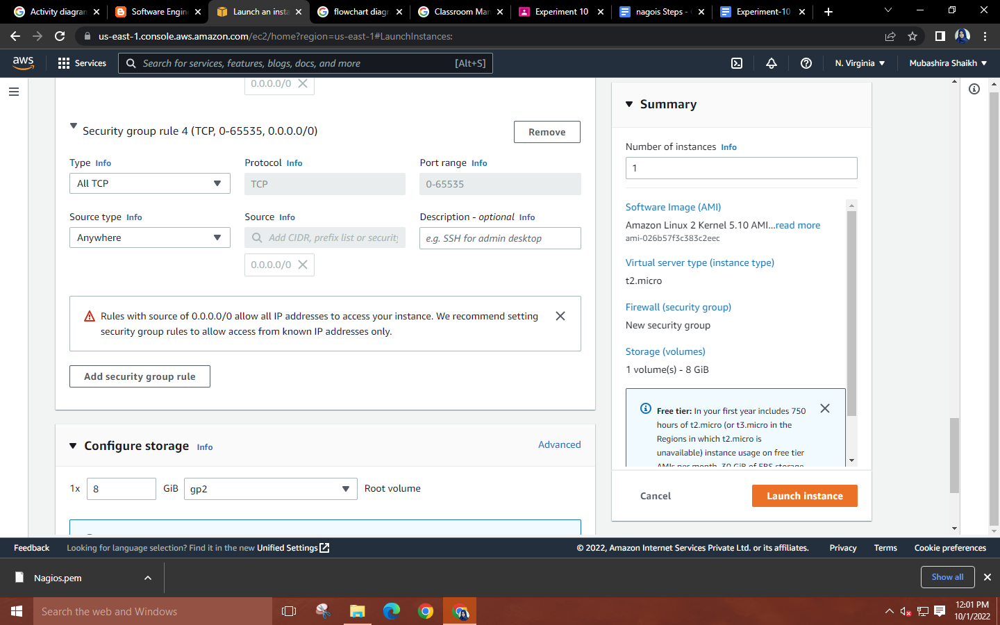 Activity diagran
Software Engin
Launch an insta
flowchart diagr
Classroom Man
Experiment 10
nagois Steps -
Experiment-10
us-east-1.console.aws.amazon.com/ec2/home?region=us-east-1#LaunchInstances:
aws
Services
Search for services, features, blogs, docs, and more
[Alt+S]
N. Virginia
Mubashira Shaikh
0.0.0.0/0
Security group rule 4 (TCP, 0-65535, 0.0.0.0/0)
Remove
Type Info
Protocol Info
Port range Info
All TCP
TCP
0-65535
Source type Info
Source Info
Description - optional Info
Anywhere
Add CIDR, prefix list or security
e.g. SSH for admin desktop
0.0.0.0/0
Rules with source of 0.0.0.0/0 allow all IP addresses to access your instance. We recommend setting
security group rules to allow access from known IP addresses only.
Add security group rule
Configure storage Info
Advanced
1x
8
GiB
gp2
Root volume
Summary
Number of instances Info
1
Software Image (AMI)
Amazon Linux 2 Kernel 5.10 AMI...read more
ami-026b57f3c383c2eec
Virtual server type (instance type)
t2.micro
Firewall (security group)
New security group
Storage (volumes)
1 volume(s) - 8 GiB
Free tier: In your first year includes 750
hours of t2.micro (or t3.micro in the
Regions in which t2.micro is
unavailable) instance usage on free tier
AMIs per month, 30 GiB of EBS storage,
Cancel
Launch instance
Feedback
Looking for language selection? Find it in the new Unified Settings
© 2022, Amazon Internet Services Private Ltd. or its affiliates.
Privacy
Terms
Cookie preferences
Nagios.pem
Show all
Search the web and Windows
12:01 PM
10/1/2022